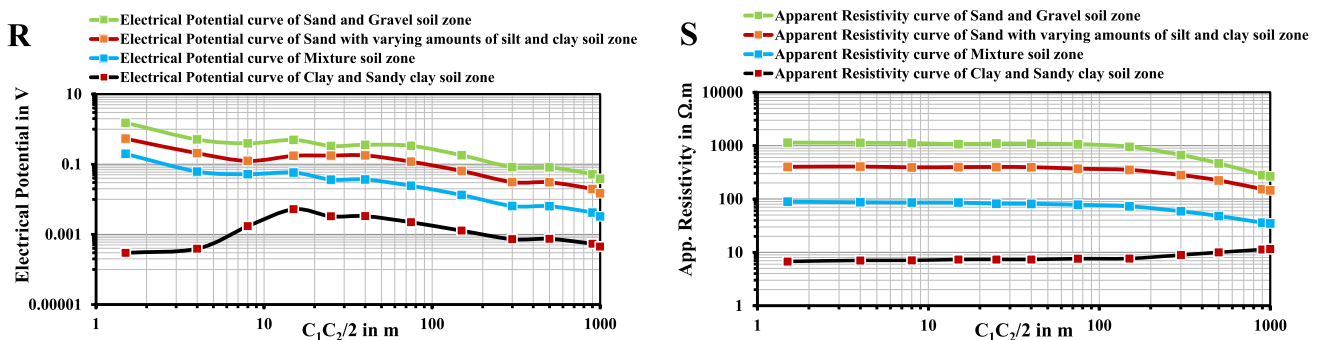 R
Electrical Potential curve of Sand and Gravel soil zone
Electrical Potential curve of Sand with varying amounts of silt and clay soil zone
Electrical Potential curve of Mixture soil zone
Electrical Potential curve of Clay and Sandy clay soil zone
Electrical Potential in V
10
0.1
0.001
0.00001
1
10
100
1000
C₁C₂/2 in m
S
Apparent Resistivity curve of Sand and Gravel soil zone
Apparent Resistivity curve of Sand with varying amounts of silt and clay soil zone
Apparent Resistivity curve of Mixture soil zone
Apparent Resistivity curve of Clay and Sandy clay soil zone
App. Resistivity in Ω.m
10000
1000
100
10
1
1
10
100
1000
C₁C₂/2 in m